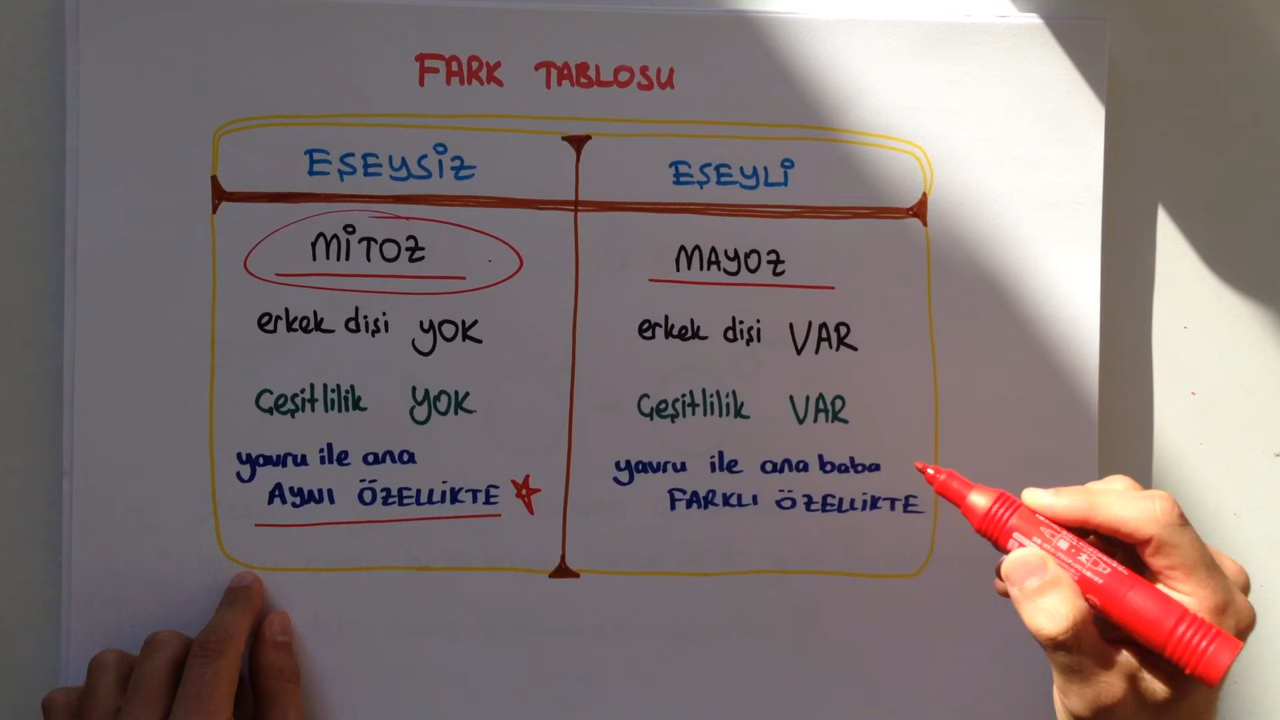 FARK TABLOSU
EŞEYSİZ
MİTOZ
erkek dişi YOK
Çeşitlilik YOK
yavru ile ana
AYNI ÖZELLİKTE
EŞEYLİ
MAYOZ
erkek dişi VAR
Çeşitlilik VAR
yavru ile ana baba
FARKLI ÖZELLİKTE